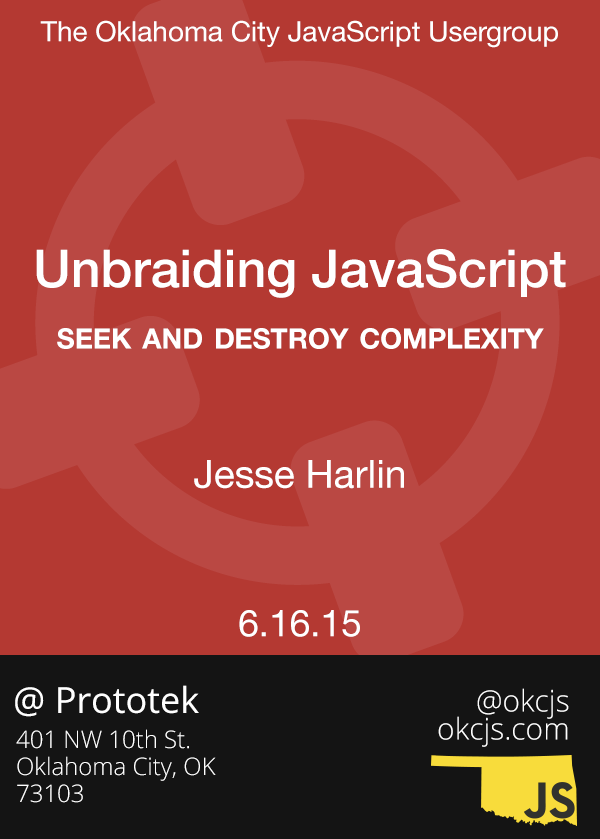 The Oklahoma City JavaScript Usergroup
Unbraiding JavaScript
SEEK AND DESTROY COMPLEXITY
Jesse Harlin
6.16.15
@ Prototek
401 NW 10th St.
Oklahoma City, OK
73103
@okcjs
okcjs.com
JS